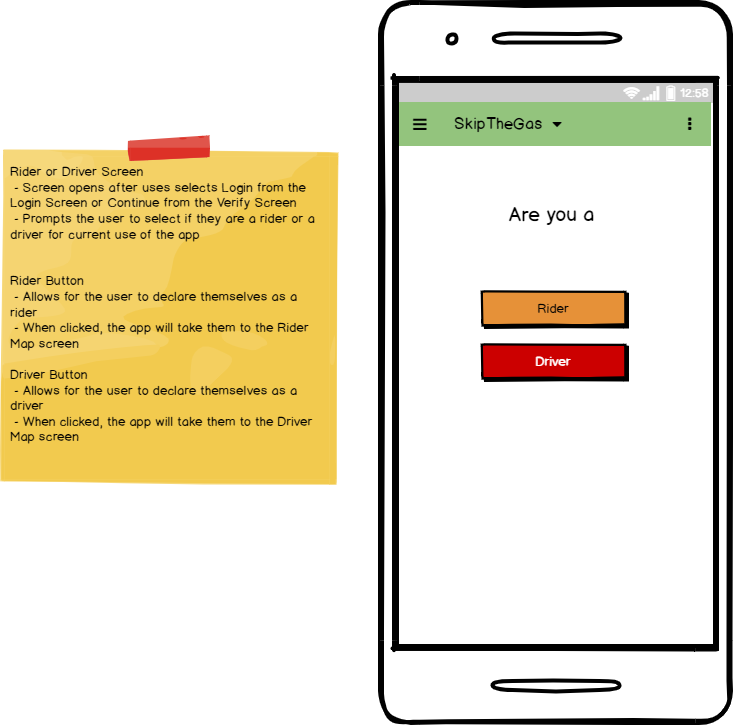 Rider or Driver Screen
- Screen opens after uses selects Login from the
Login Screen or Continue from the Verify Screen
- Prompts the user to select if they are a rider or a
driver for current use of the app
Rider Button
- Allows for the user to declare themselves as a
rider
- When clicked, the app will take them to the Rider
Map screen
Driver Button
- Allows for the user to declare themselves as a
driver
- When clicked, the app will take them to the Driver
Map screen
12:58
SkipTheGas
Are you a
Rider
Driver